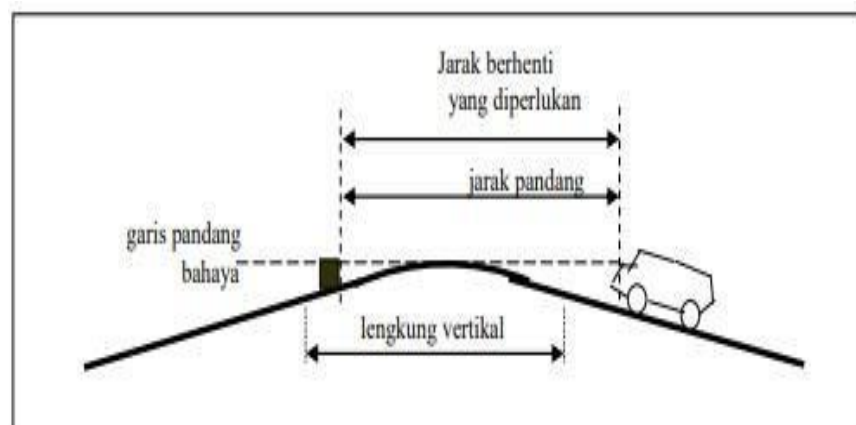 Jarak berhenti
yang diperlukan
jarak pandang
garis pandang
bahaya
lengkung vertikal